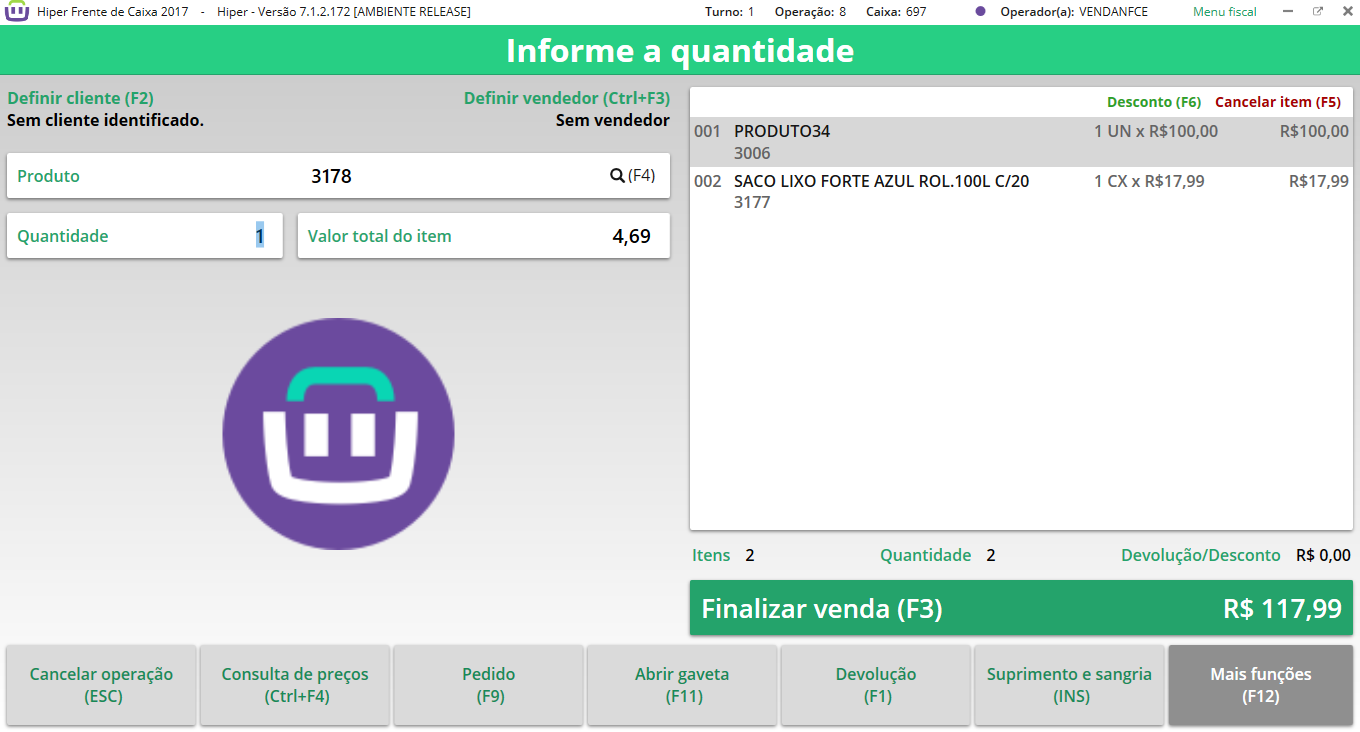 Hiper Frente de Caixa 2017 - Hiper - Versão 7.1.2.172 [AMBIENTE RELEASE] Turno: 1 Operação: 8 Caixa: 697 Operador(a): VENDANFCE Menu fiscal
Informe a quantidade
Definir cliente (F2) Definir vendedor (Ctrl+F3)
Sem cliente identificado. Sem vendedor
Produto 3178 (F4)
Quantidade 1 Valor total do item 4,69
Desconto (F6) Cancelar item (F5)
001 PRODUTO34 1 UN x R$100,00 R$100,00
3006
002 SACO LIXO FORTE AZUL ROL.100L C/20 1 CX x R$17,99 R$17,99
3177
Itens 2 Quantidade 2 Devolução/Desconto R$ 0,00
Finalizar venda (F3) R$ 117,99
Cancelar operação
(ESC)
Consulta de preços
(Ctrl+F4)
Pedido
(F9)
Abrir gaveta
(F11)
Devolução
(F1)
Suprimento e sangria
(INS)
Mais funções
(F12)